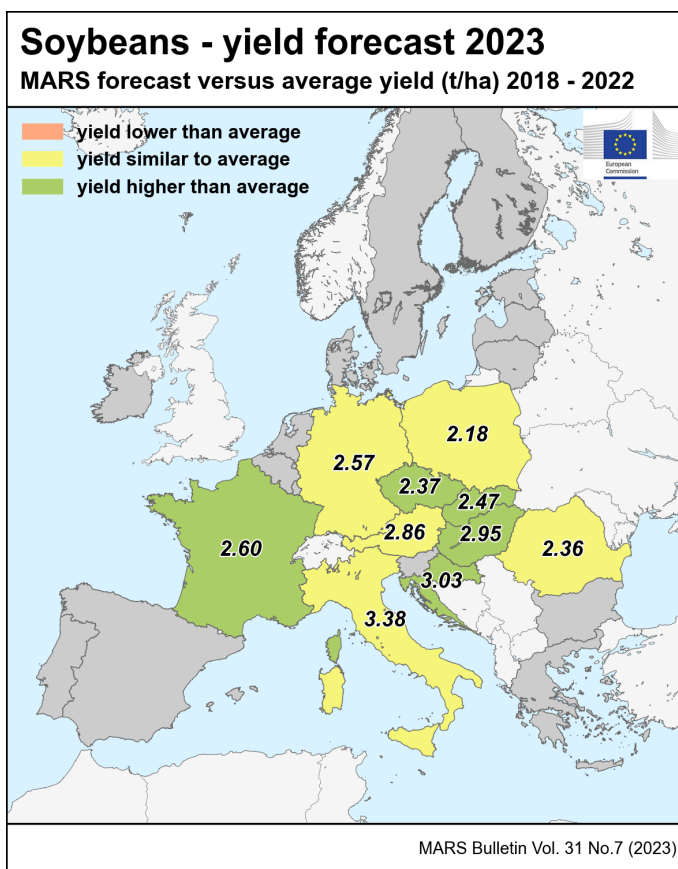 Soybeans - yield forecast 2023
MARS forecast versus average yield (t/ha) 2018 - 2022
yield lower than average
yield similar to average
yield higher than average
European
Commission
2.18
2.57
2.37
2.47
2.86
2.95
2.60
2.36
3.03
3.38
MARS Bulletin Vol. 31 No.7 (2023)